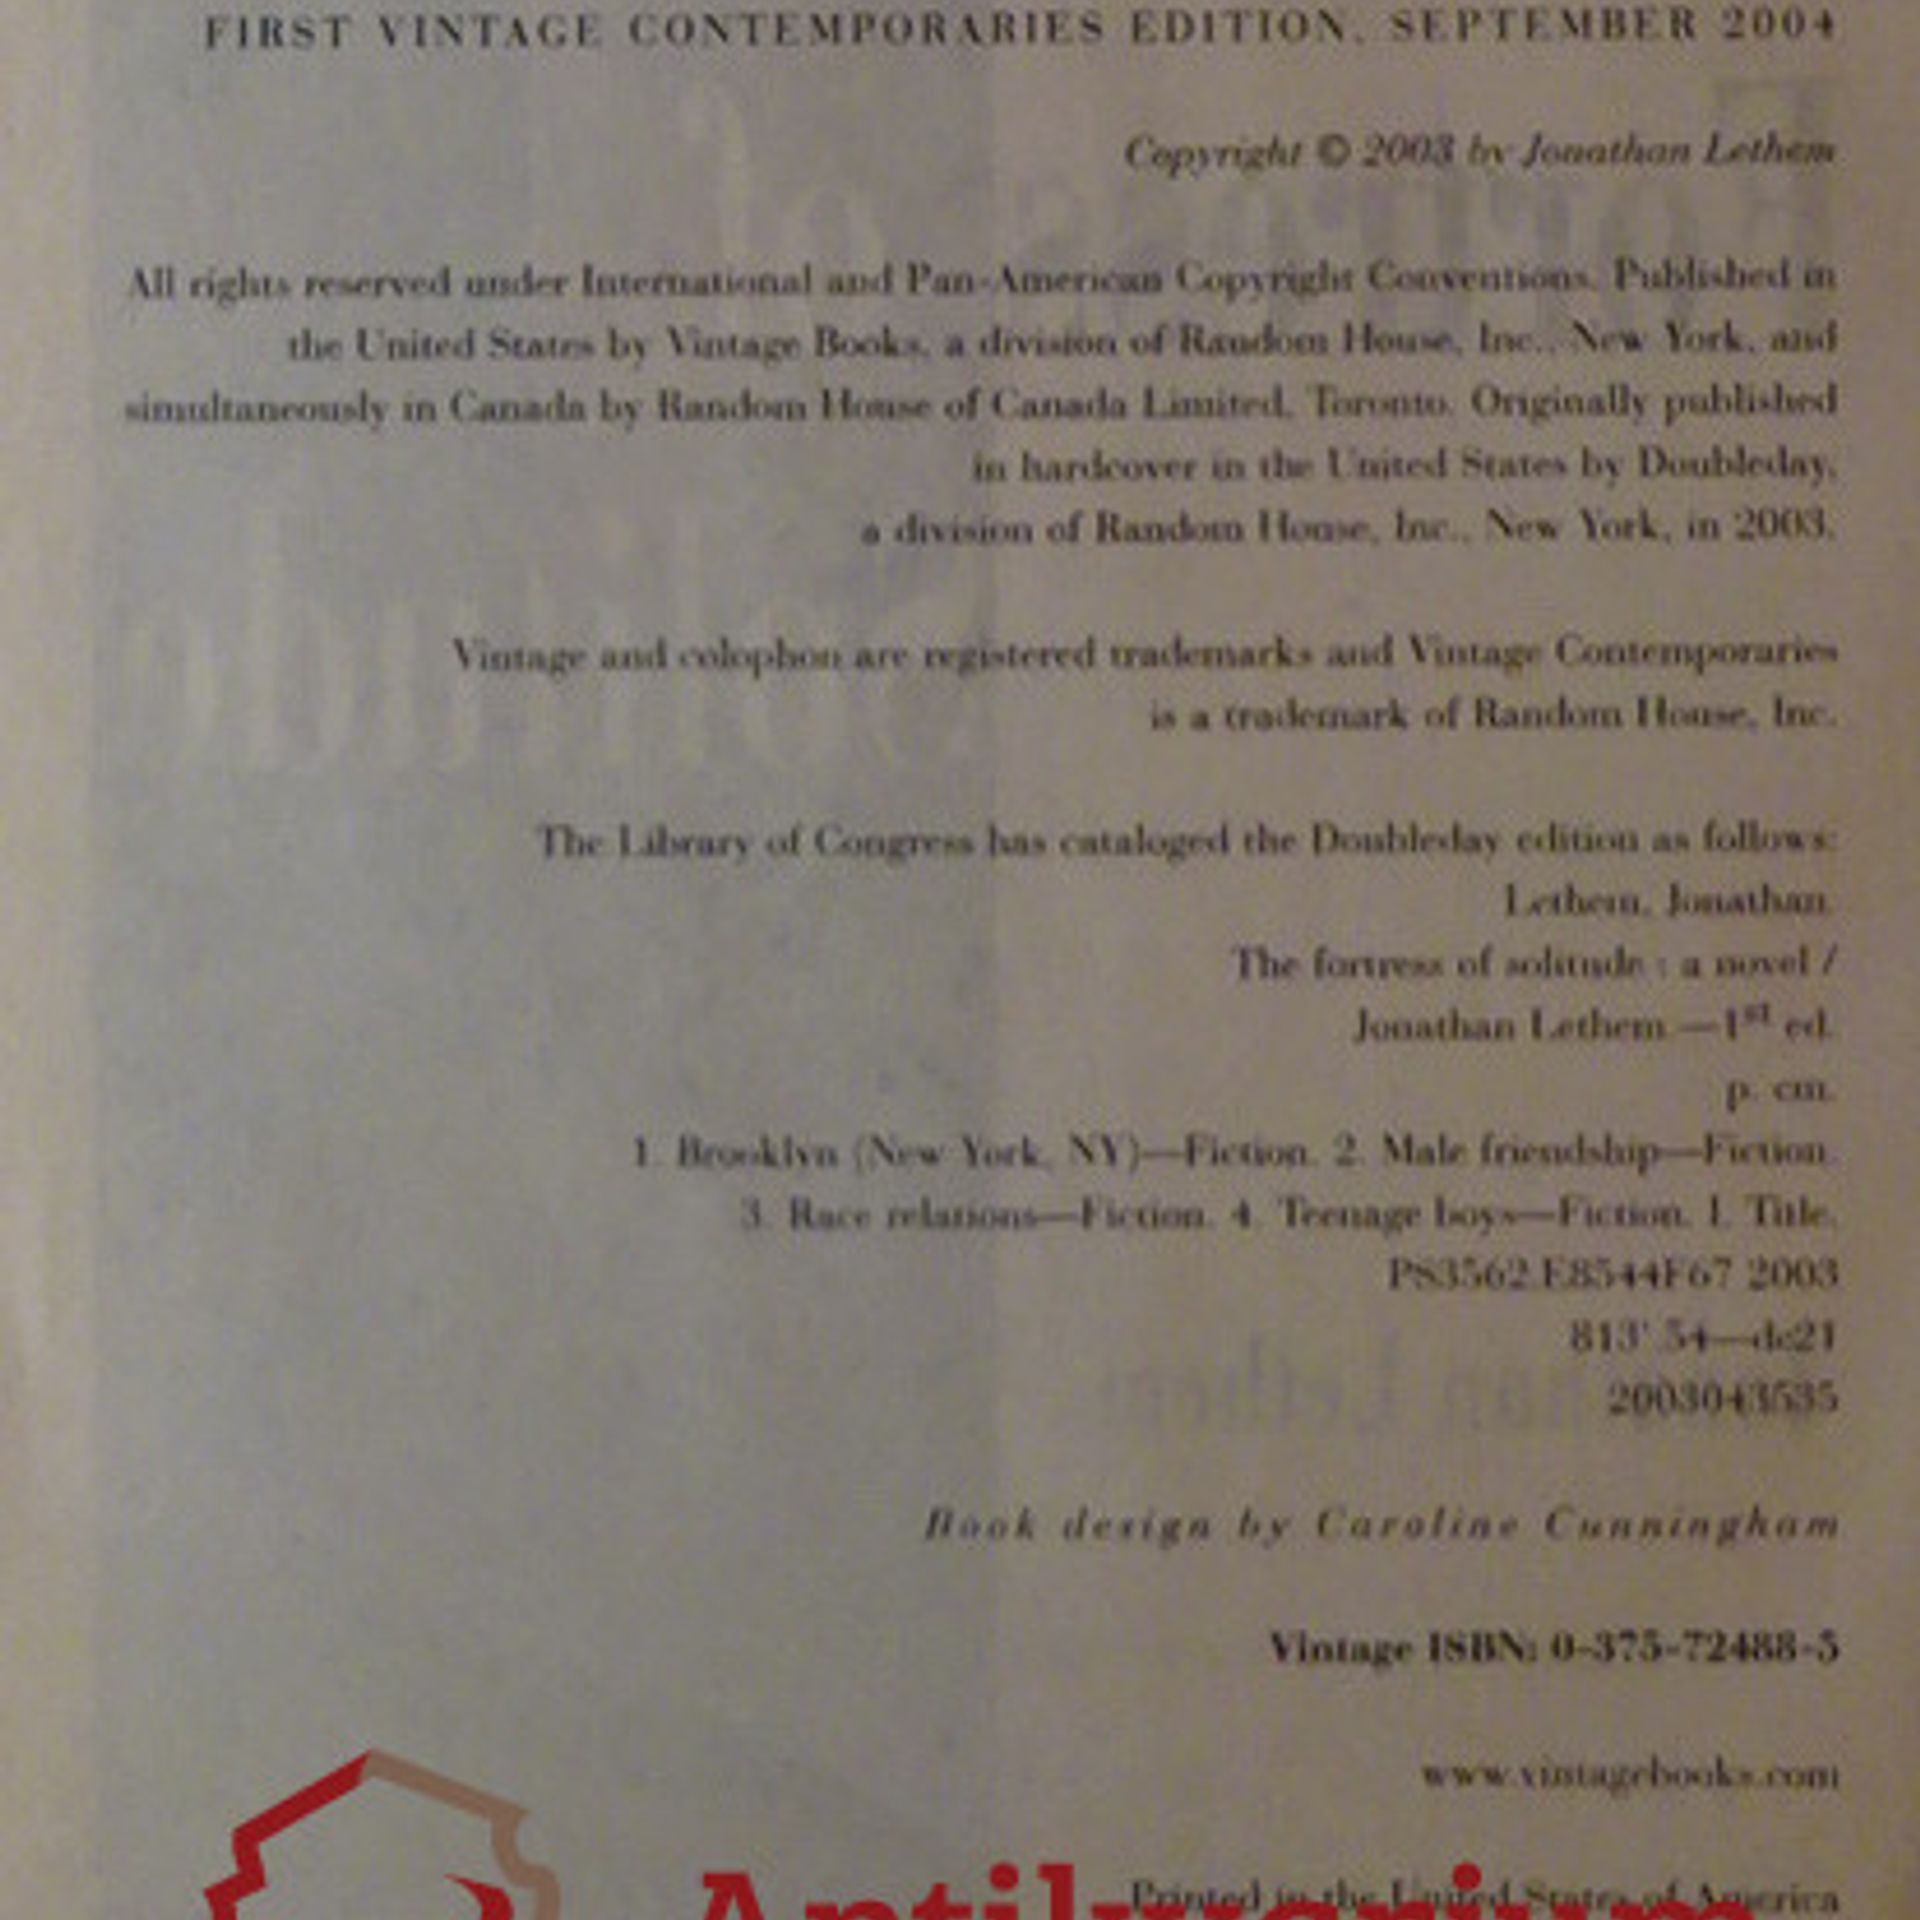 FIRST VINTAGE CONTEMPORARIES EDITION, SEPTEMBER 2004
Copyright © 2003 by Jonathan Lethem
All rights reserved under International and Pan-American Copyright Conventions. Published in
the United States by Vintage Books, a division of Random House, Inc., New York, and
simultaneously in Canada by Random House of Canada Limited, Toronto. Originally published
in hardcover in the United States by Doubleday,
a division of Random House, Inc., New York, in 2003.
Vintage and colophon are registered trademarks and Vintage Contemporaries
is a trademark of Random House, Inc.
The Library of Congress has cataloged the Doubleday edition as follows:
Lethem, Jonathan.
The fortress of solitude : a novel /
Jonathan Lethem.—1st ed.
p. cm.
1. Brooklyn (New York, NY)—Fiction. 2. Male friendship—Fiction.
3. Race relations—Fiction. 4. Teenage boys—Fiction. I. Title.
PS3562.E8544F67 2003
813'.54—dc21
2003043535
Book design by Caroline Cunningham
Vintage ISBN: 0-375-72488-5
www.vintagebooks.com
Printed in the United States of America
Antikvarium